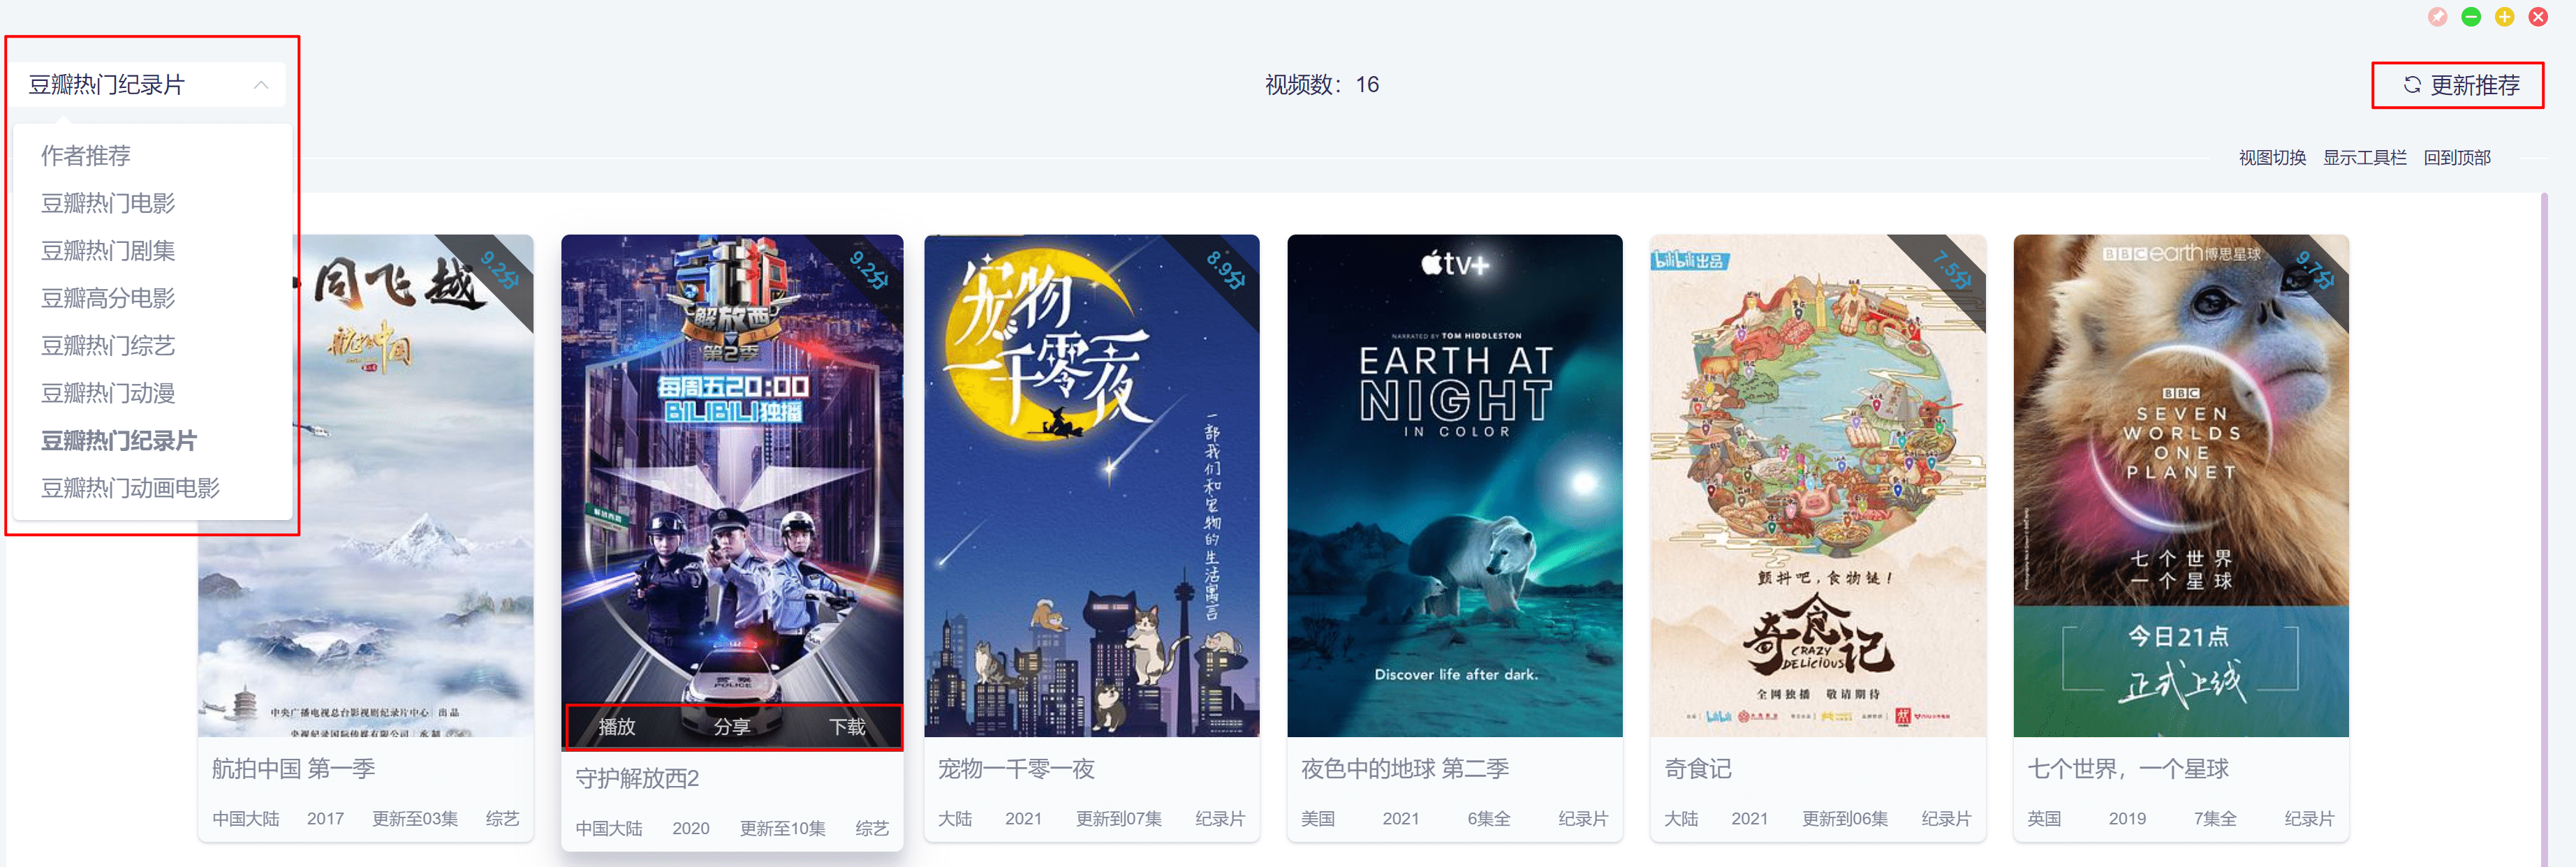 豆瓣热门纪录片
视频数：16
更新推荐
作者推荐
豆瓣热门电影
豆瓣热门剧集
豆瓣高分电影
豆瓣热门综艺
豆瓣热门动漫
豆瓣热门纪录片
豆瓣热门动画电影
视图切换 显示工具栏 回到顶部
同飞越
航拍中国
9.2分
中央广播电视总台影视剧纪录片中心 出品
航拍中国 第一季
中国大陆 2017 更新至03集 综艺
9.2分
守护
解放西
第2季
每周五20:00
BILIBILI独播
解放西路
警察
POLICE
播放 分享 下载
守护解放西2
中国大陆 2020 更新至10集 综艺
8.9分
宠物
一千零一夜
一部我们和宠物的生活寓言
宠物一千零一夜
大陆 2021 更新到07集 纪录片
tv+
NARRATED BY TOM HIDDLESTON
EARTH AT
NIGHT
IN COLOR
Discover life after dark.
夜色中的地球 第二季
美国 2021 6集全 纪录片
bilibili出品
7.5分
颤抖吧，食物链！
奇食记
CRAZY
DELICIOUS
全网独播 敬请期待
奇食记
大陆 2021 更新到06集 纪录片
BBC earth 博思星球
9.7分
BBC
SEVEN
WORLDS
ONE
PLANET
七个世界
一个星球
今日21点
正式上线
七个世界，一个星球
英国 2019 7集全 纪录片